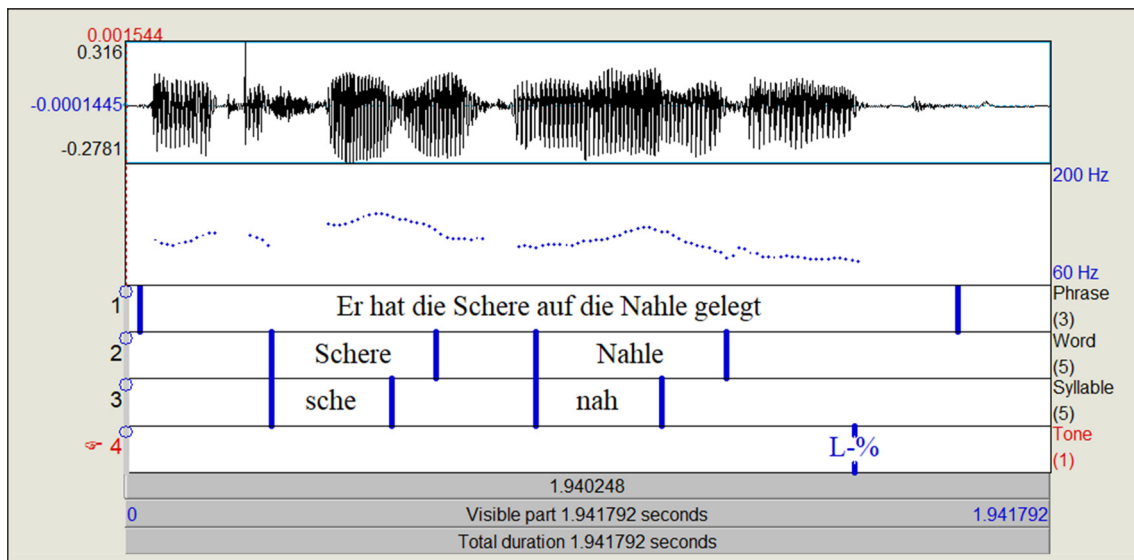 0.001544
0.316
-0.0001445
-0.2781
200 Hz
60 Hz
1 Er hat die Schere auf die Nahle gelegt Phrase (3)
2 Schere Nahle Word (5)
3 sche nah Syllable (5)
☞ 4 L-% Tone (1)
1.940248
0 Visible part 1.941792 seconds 1.941792
Total duration 1.941792 seconds